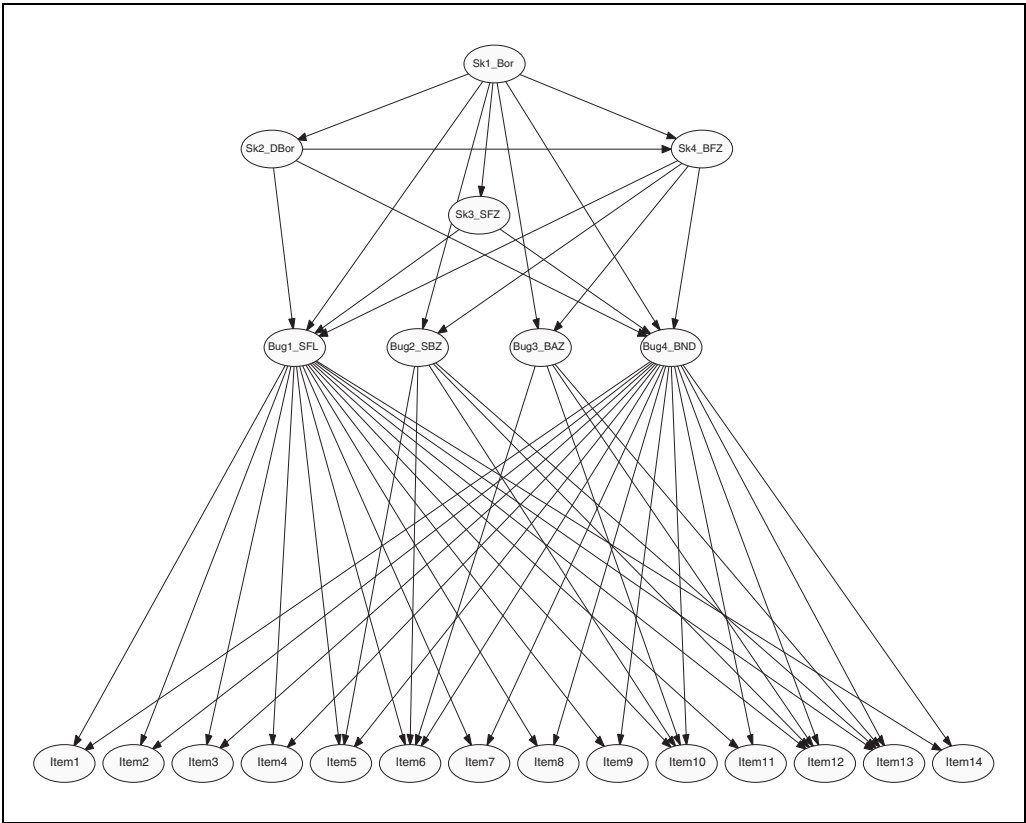 Sk1_Bor
Sk2_DBor
Sk4_BFZ
Sk3_SFZ
Bug1_SFL
Bug2_SBZ
Bug3_BAZ
Bug4_BND
Item1
Item2
Item3
Item4
Item5
Item6
Item7
Item8
Item9
Item10
Item11
Item12
Item13
Item14